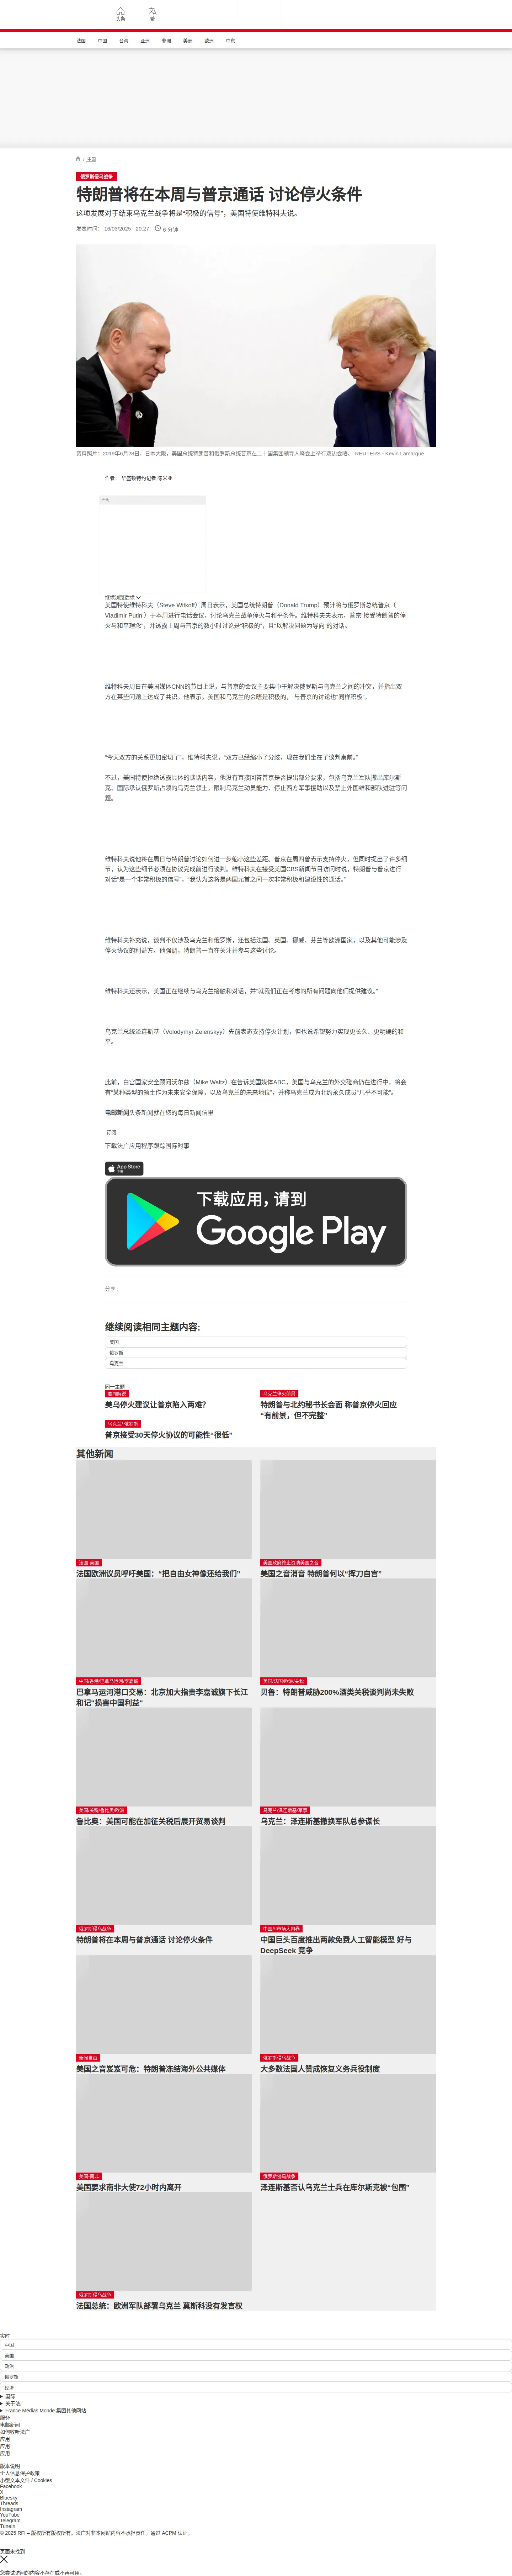 头条
繁
法国 中国 台海 亚洲 非洲 美洲 欧洲 中东
/ 中国
俄罗斯侵乌战争
特朗普将在本周与普京通话 讨论停火条件
这项发展对于结束乌克兰战争将是“积极的信号”，美国特使维特科夫说。
发表时间： 16/03/2025 - 20:27 6 分钟
资料照片：2019年6月28日，日本大阪，美国总统特朗普和俄罗斯总统普京在二十国集团领导人峰会上举行双边会晤。 REUTERS - Kevin Lamarque
作者： 华盛顿特约记者 陈米亚
广告
继续浏览后续
美国特使维特科夫（Steve Witkoff）周日表示，美国总统特朗普（Donald Trump）预计将与俄罗斯总统普京（
Vladimir Putin ）于本周进行电话会议，讨论乌克兰战争停火与和平条件。维特科夫夫表示，普京“接受特朗普的停
火与和平理念”，并透露上周与普京的数小时讨论是“积极的”，且“以解决问题为导向”的对话。
维特科夫周日在美国媒体CNN的节目上说，与普京的会议主要集中于解决俄罗斯与乌克兰之间的冲突，并指出双
方在某些问题上达成了共识。他表示，美国和乌克兰的会晤是积极的， 与普京的讨论也“同样积极”。
“今天双方的关系更加密切了”，维特科夫说，“双方已经缩小了分歧，现在我们坐在了谈判桌前。”
不过，美国特使拒绝透露具体的谈话内容，他没有直接回答普京是否提出部分要求，包括乌克兰军队撤出库尔斯
克、国际承认俄罗斯占领的乌克兰领土，限制乌克兰动员能力、停止西方军事援助以及禁止外国维和部队进驻等问
题。
维特科夫说他将在周日与特朗普讨论如何进一步缩小这些差距。普京在周四曾表示支持停火，但同时提出了许多细
节，认为这些细节必须在协议完成前进行谈判。维特科夫在接受美国CBS新闻节目访问时说，特朗普与普京进行
对话“是一个非常积极的信号”，“我认为这将是两国元首之间一次非常积极和建设性的通话。”
维特科夫补充说，谈判不仅涉及乌克兰和俄罗斯，还包括法国、英国、挪威、芬兰等欧洲国家，以及其他可能涉及
停火协议的利益方。他强调，特朗普一直在关注并参与这些讨论。
维特科夫还表示，美国正在继续与乌克兰接触和对话，并“就我们正在考虑的所有问题向他们提供建议。”
乌克兰总统泽连斯基（Volodymyr Zelenskyy）先前表态支持停火计划，但也说希望努力实现更长久、更明确的和
平。
此前，白宫国家安全顾问沃尔兹（Mike Waltz）在告诉美国媒体ABC，美国与乌克兰的外交磋商仍在进行中，将会
有“某种类型的领土作为未来安全保障，以及乌克兰的未来地位”，并称乌克兰成为北约永久成员“几乎不可能”。
电邮新闻头条新闻就在您的每日新闻信里
订阅
下载法广应用程序跟踪国际时事
App Store
下载
下载应用，请到
Google Play
分享 :
继续阅读相同主题内容:
美国
俄罗斯
乌克兰
同一主题
要闻解说
美乌停火建议让普京陷入两难？
乌克兰停火前景
特朗普与北约秘书长会面 称普京停火回应
“有前景，但不完整”
乌克兰/ 俄罗斯
普京接受30天停火协议的可能性“很低”
其他新闻
法国-美国
法国欧洲议员呼吁美国：“把自由女神像还给我们”
美国政府终止资助美国之音
美国之音消音 特朗普何以“挥刀自宫”
中国/香港/巴拿马运河/李嘉诚
巴拿马运河港口交易：北京加大指责李嘉诚旗下长江
和记"损害中国利益"
美国/法国/欧洲/关税
贝鲁：特朗普威胁200%酒类关税谈判尚未失败
美国/关税/鲁比奥/欧洲
鲁比奥：美国可能在加征关税后展开贸易谈判
乌克兰/泽连斯基/军事
乌克兰：泽连斯基撤换军队总参谋长
俄罗斯侵乌战争
特朗普将在本周与普京通话 讨论停火条件
中国AI市场大内卷
中国巨头百度推出两款免费人工智能模型 好与
DeepSeek 竞争
新闻自由
美国之音岌岌可危：特朗普冻结海外公共媒体
俄罗斯侵乌战争
大多数法国人赞成恢复义务兵役制度
美国-南非
美国要求南非大使72小时内离开
俄罗斯侵乌战争
泽连斯基否认乌克兰士兵在库尔斯克被“包围”
俄罗斯侵乌战争
法国总统：欧洲军队部署乌克兰 莫斯科没有发言权
实时
中国
美国
政治
俄罗斯
经济
国际
关于法广
France Médias Monde 集团其他网站
服务
电邮新闻
如何收听法广
应用
应用
应用
版本说明
个人信息保护政策
小型文本文件 / Cookies
Facebook
X
Bluesky
Threads
Instagram
YouTube
Telegram
TuneIn
© 2025 RFI – 版权所有版权所有。法广对非本网站内容不承担责任。通过 ACPM 认证。
页面未找到
您尝试访问的内容不存在或不再可用。